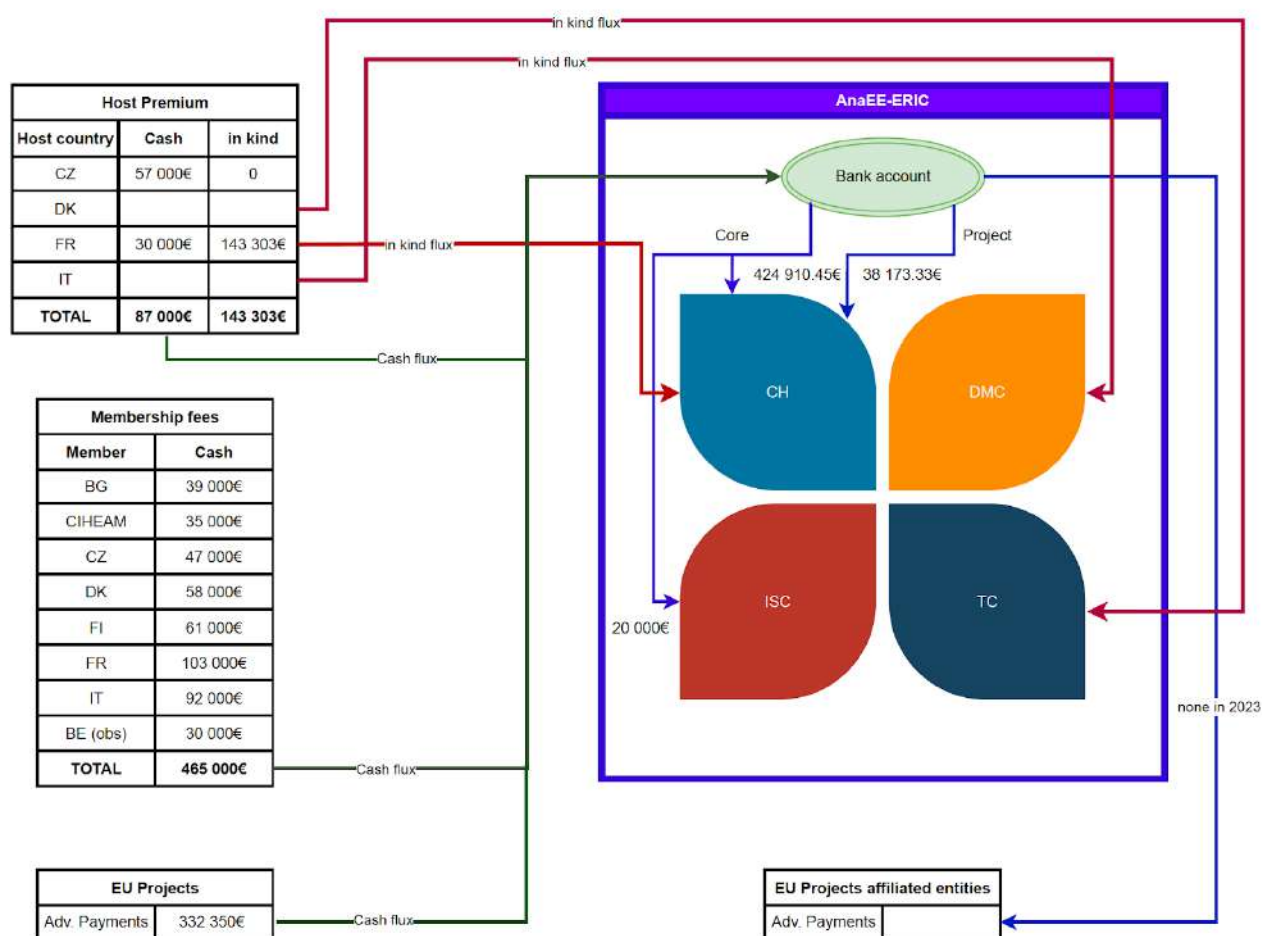 in kind flux
in kind flux
Host Premium
Host country Cash in kind
CZ 57 000€ 0
DK
FR 30 000€ 143 303€
IT
TOTAL 87 000€ 143 303€
in kind flux
Cash flux
AnaEE-ERIC
Bank account
Core
Project
424 910.45€
38 173.33€
CH
DMC
ISC
TC
20 000€
none in 2023
Membership fees
Member Cash
BG 39 000€
CIHEAM 35 000€
CZ 47 000€
DK 58 000€
FI 61 000€
FR 103 000€
IT 92 000€
BE (obs) 30 000€
TOTAL 465 000€
Cash flux
EU Projects
Adv. Payments 332 350€
Cash flux
EU Projects affiliated entities
Adv. Payments